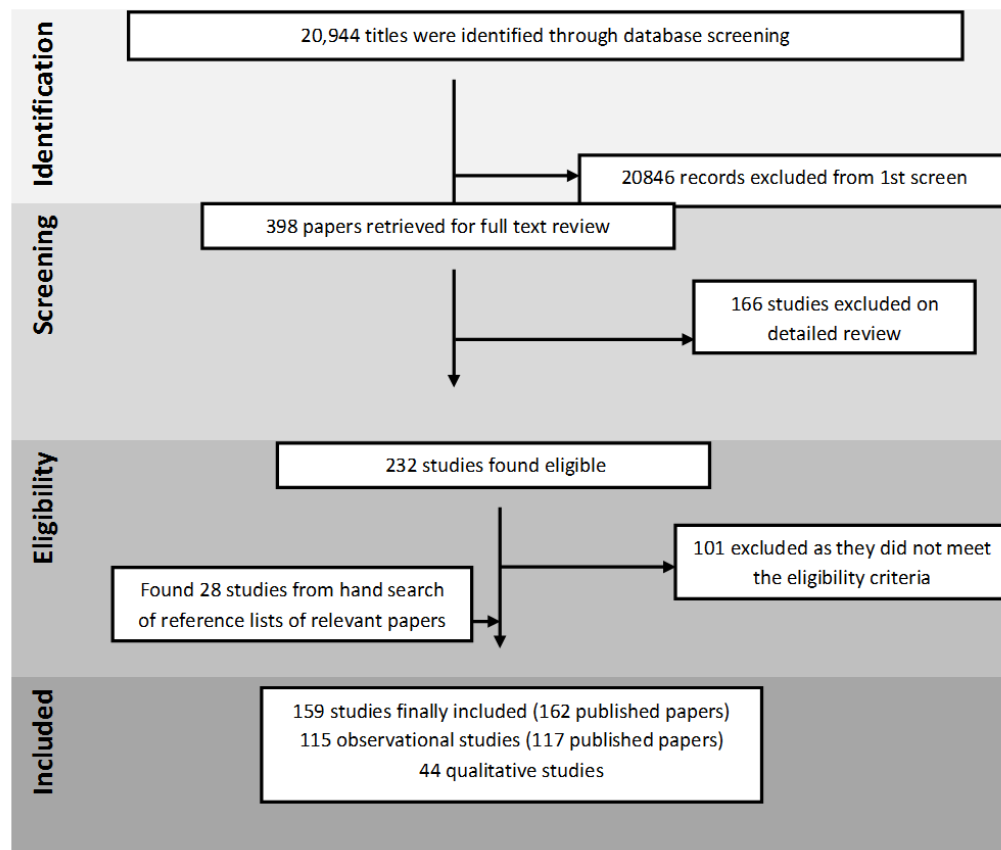 Identification
20,944 titles were identified through database screening
20846 records excluded from 1st screen
Screening
398 papers retrieved for full text review
166 studies excluded on
detailed review
Eligibility
232 studies found eligible
101 excluded as they did not meet
the eligibility criteria
Found 28 studies from hand search
of reference lists of relevant papers
Included
159 studies finally included (162 published papers)
115 observational studies (117 published papers)
44 qualitative studies